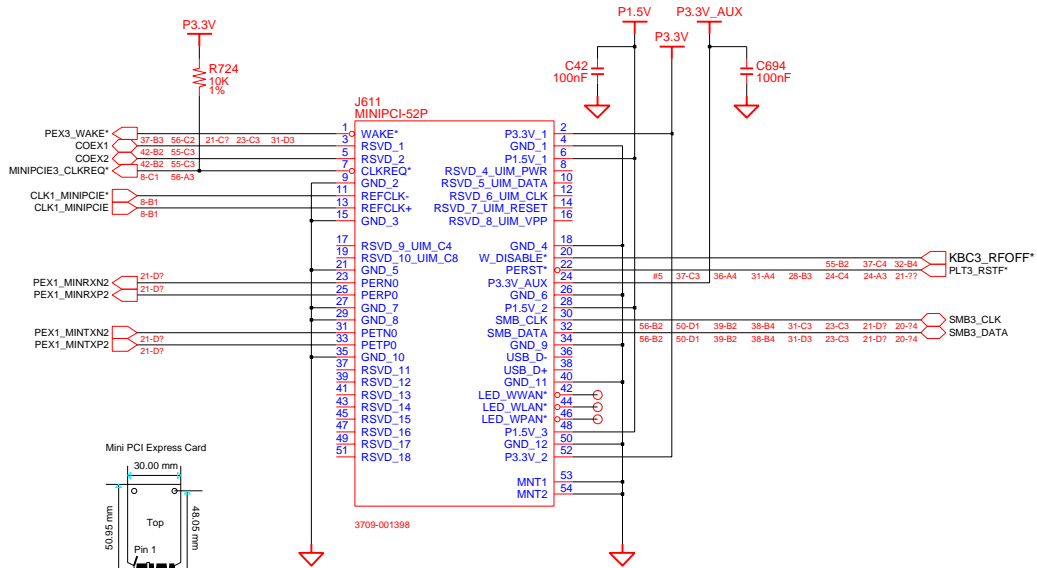 P1.5V P3.3V_AUX
P3.3V P3.3V
C42 100nF
C694 100nF
R724
10K
1%
J611
MINIPCI-52P
PEX3_WAKE* 1 WAKE* P3.3V_1 2
37-B3 56-C2 21-C? 23-C3 31-D3
COEX1 3 RSVD_1 GND_1 4
42-B2 55-C3
COEX2 5 RSVD_2 P1.5V_1 6
42-B2 55-C3
MINIPCIE3_CLKREQ* 7 CLKREQ* RSVD_4_UIM_PWR 8
8-C1 56-A3
9 GND_2 RSVD_5_UIM_DATA 10
CLK1_MINIPCIE* 11 REFCLK- RSVD_6_UIM_CLK 12
8-B1
CLK1_MINIPCIE 13 REFCLK+ RSVD_7_UIM_RESET 14
8-B1
15 GND_3 RSVD_8_UIM_VPP 16
17 RSVD_9_UIM_C4 GND_4 18
19 RSVD_10_UIM_C8 W_DISABLE* 20 KBC3_RFOFF*
55-B2 37-C4 32-B4
21 GND_5 PERST* 22 PLT3_RSTF*
#5 37-C3 36-A4 31-A4 28-B3 24-C4 24-A3 21-??
PEX1_MINRXN2 23 PERN0 P3.3V_AUX 24
21-D?
PEX1_MINRXP2 25 PERP0 GND_6 26
21-D?
27 GND_7 P1.5V_2 28
29 GND_8 SMB_CLK 30 SMB3_CLK
56-B2 50-D1 39-B2 38-B4 31-C3 23-C3 21-D? 20-?4
PEX1_MINTXN2 31 PETN0 SMB_DATA 32 SMB3_DATA
21-D?
56-B2 50-D1 39-B2 38-B4 31-D3 23-C3 21-D? 20-?4
PEX1_MINTXP2 33 PETP0 GND_9 34
21-D?
35 GND_10 USB_D- 36
37 RSVD_11 USB_D+ 38
39 RSVD_12 GND_11 40
41 RSVD_13 LED_WWAN* 42
43 RSVD_14 LED_WLAN* 44
45 RSVD_15 LED_WPAN* 46
47 RSVD_16 P1.5V_3 48
49 RSVD_17 GND_12 50
51 RSVD_18 P3.3V_2 52
MNT1 53
MNT2 54
3709-001398
Mini PCI Express Card
30.00 mm
50.95 mm
48.05 mm
Top
Pin 1